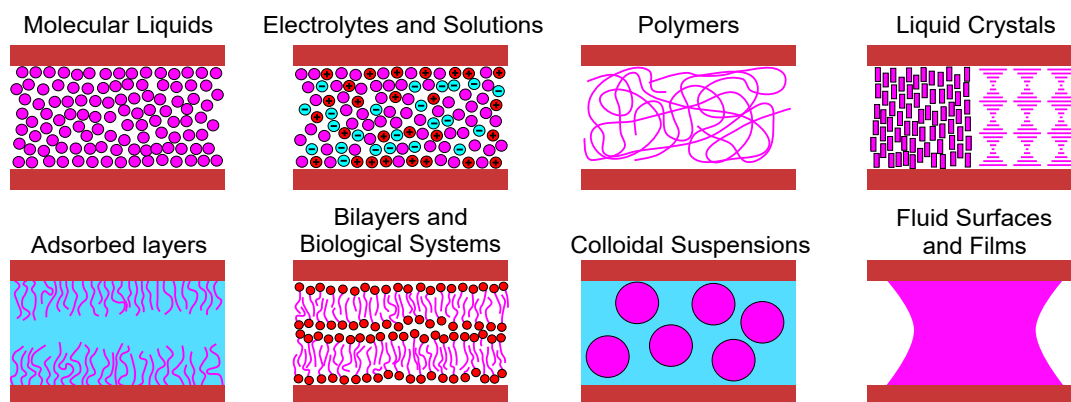 Molecular Liquids
Electrolytes and Solutions
Polymers
Liquid Crystals
Adsorbed layers
Bilayers and
Biological Systems
Colloidal Suspensions
Fluid Surfaces
and Films